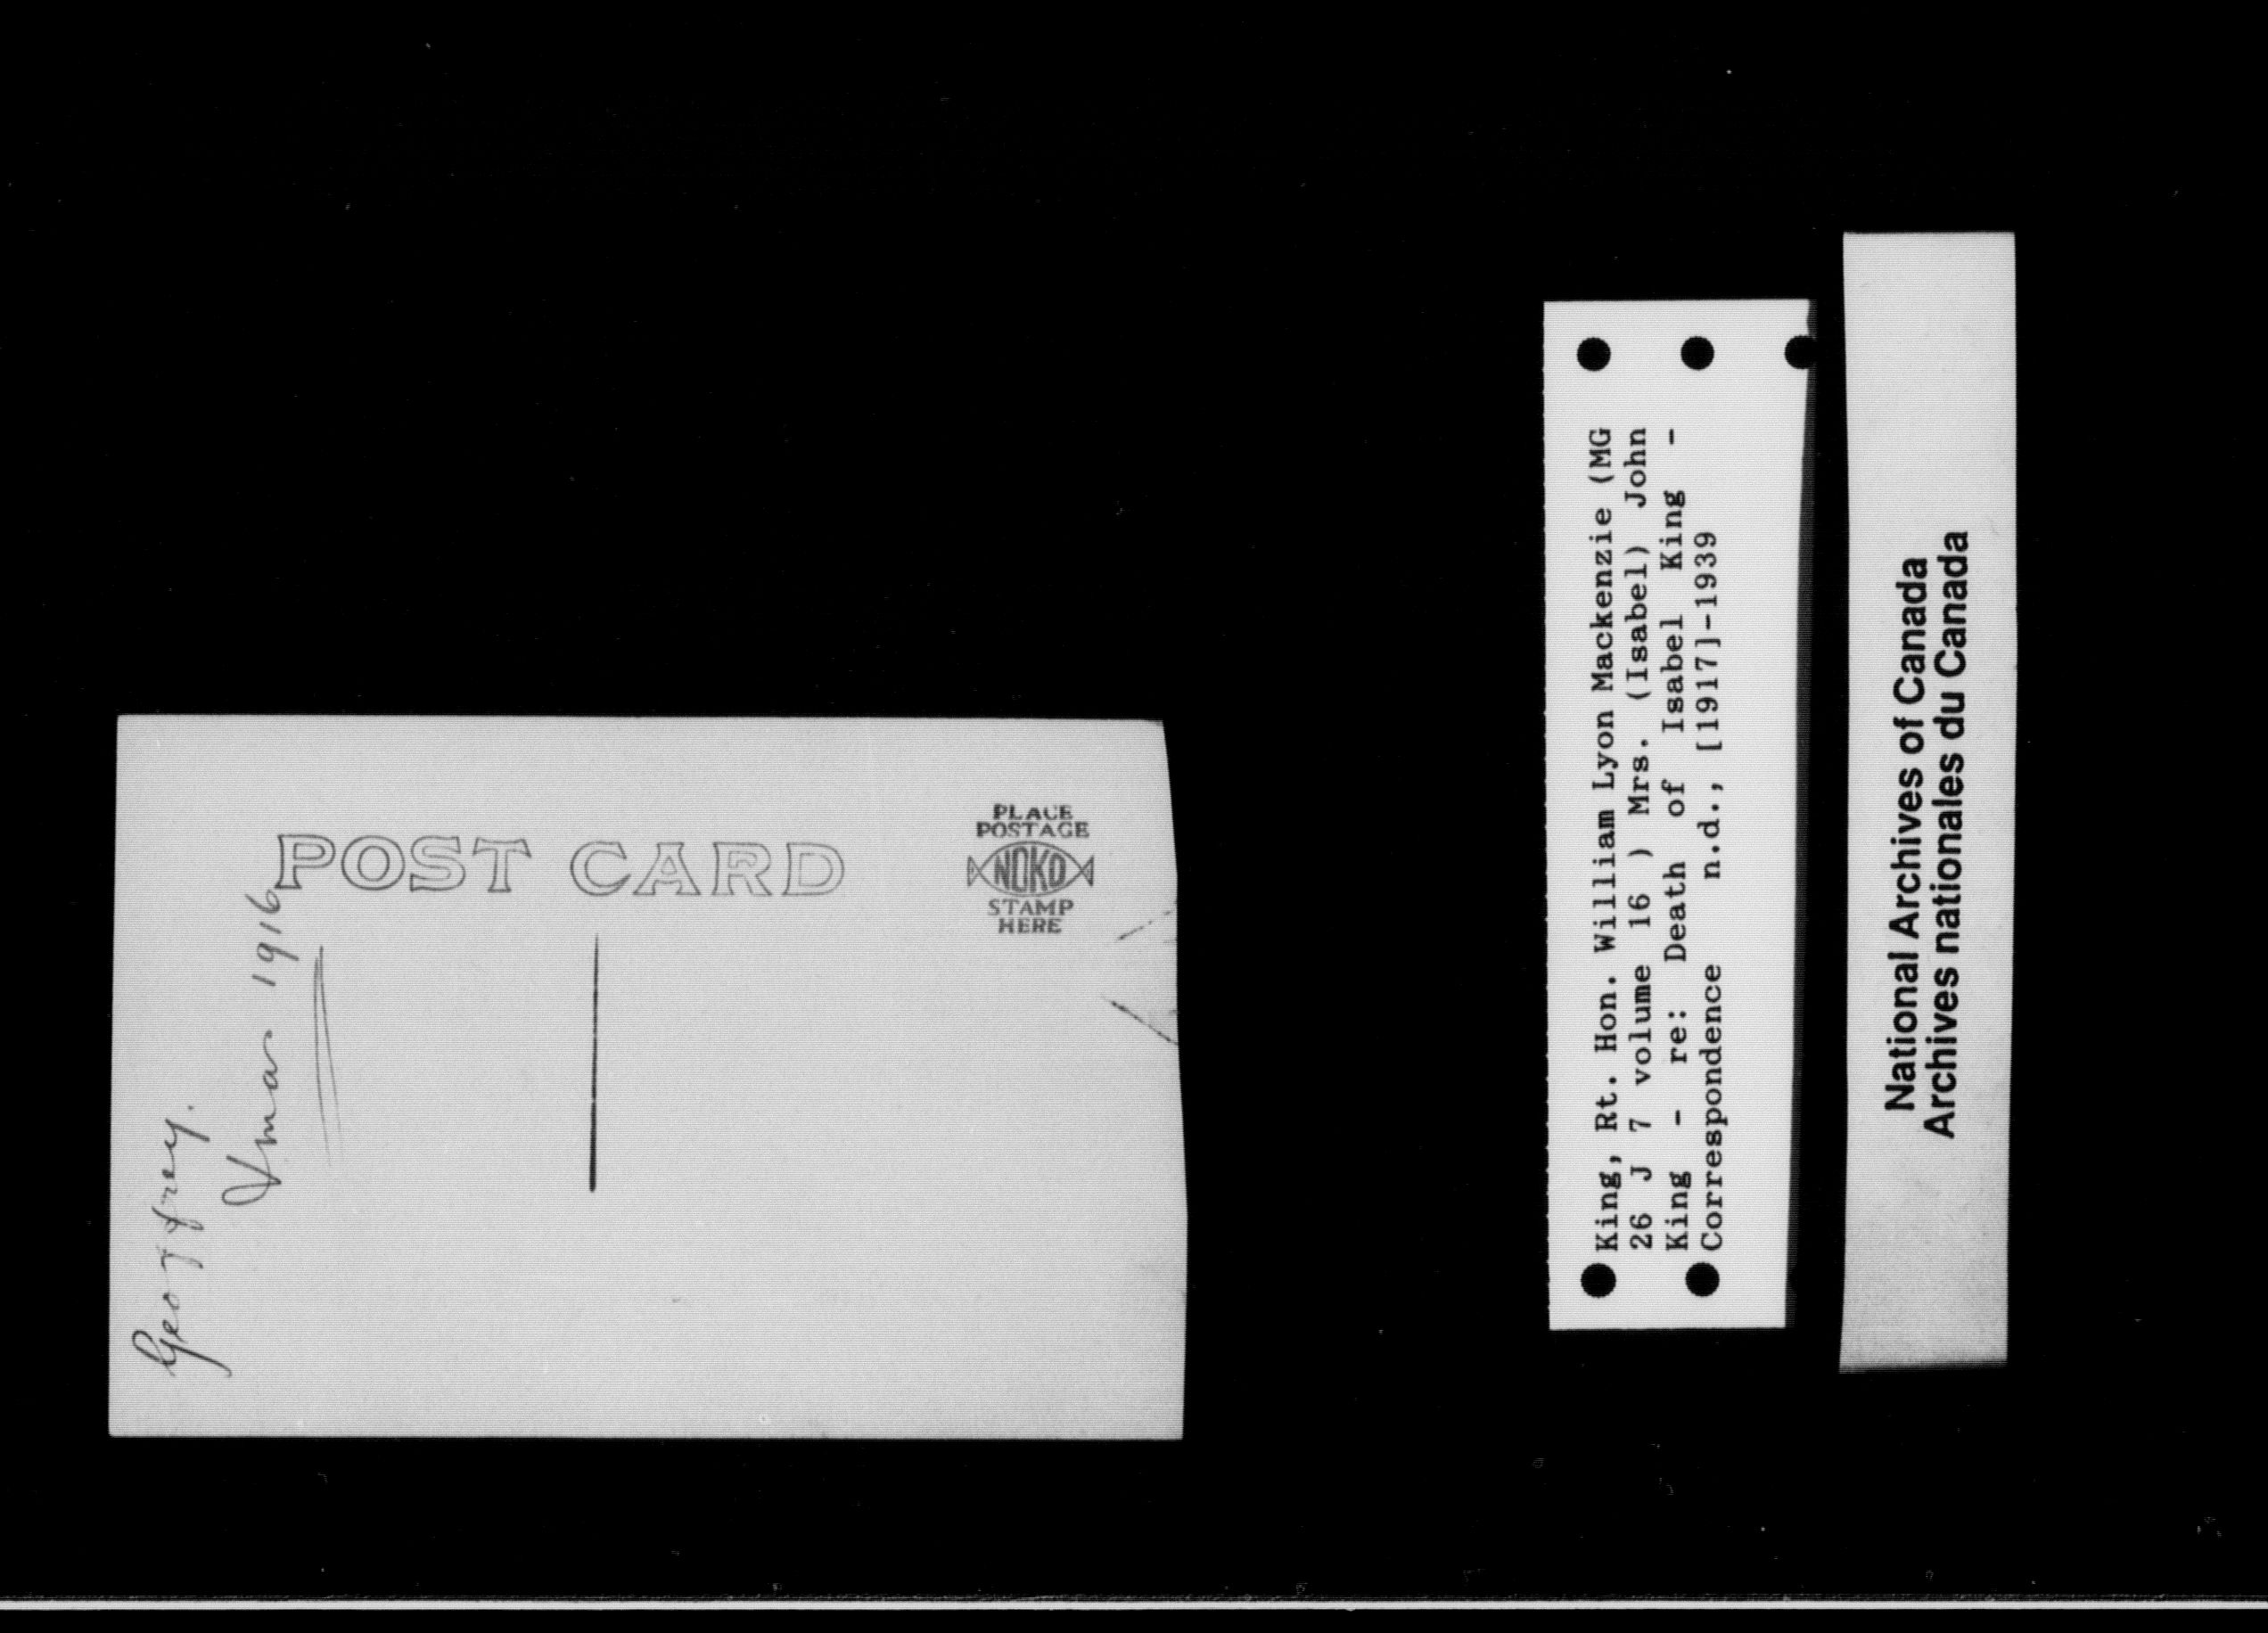 POST CARD
PLACE
POSTAGE
NOKO
STAMP
HERE
Geoffrey.
Xmas 1916
King, Rt. Hon. William Lyon Mackenzie (MG
26 J 7 volume 16 ) Mrs. (Isabel) John
King - re: Death of Isabel King -
Correspondence n.d., [1917]-1939
National Archives of Canada
Archives nationales du Canada